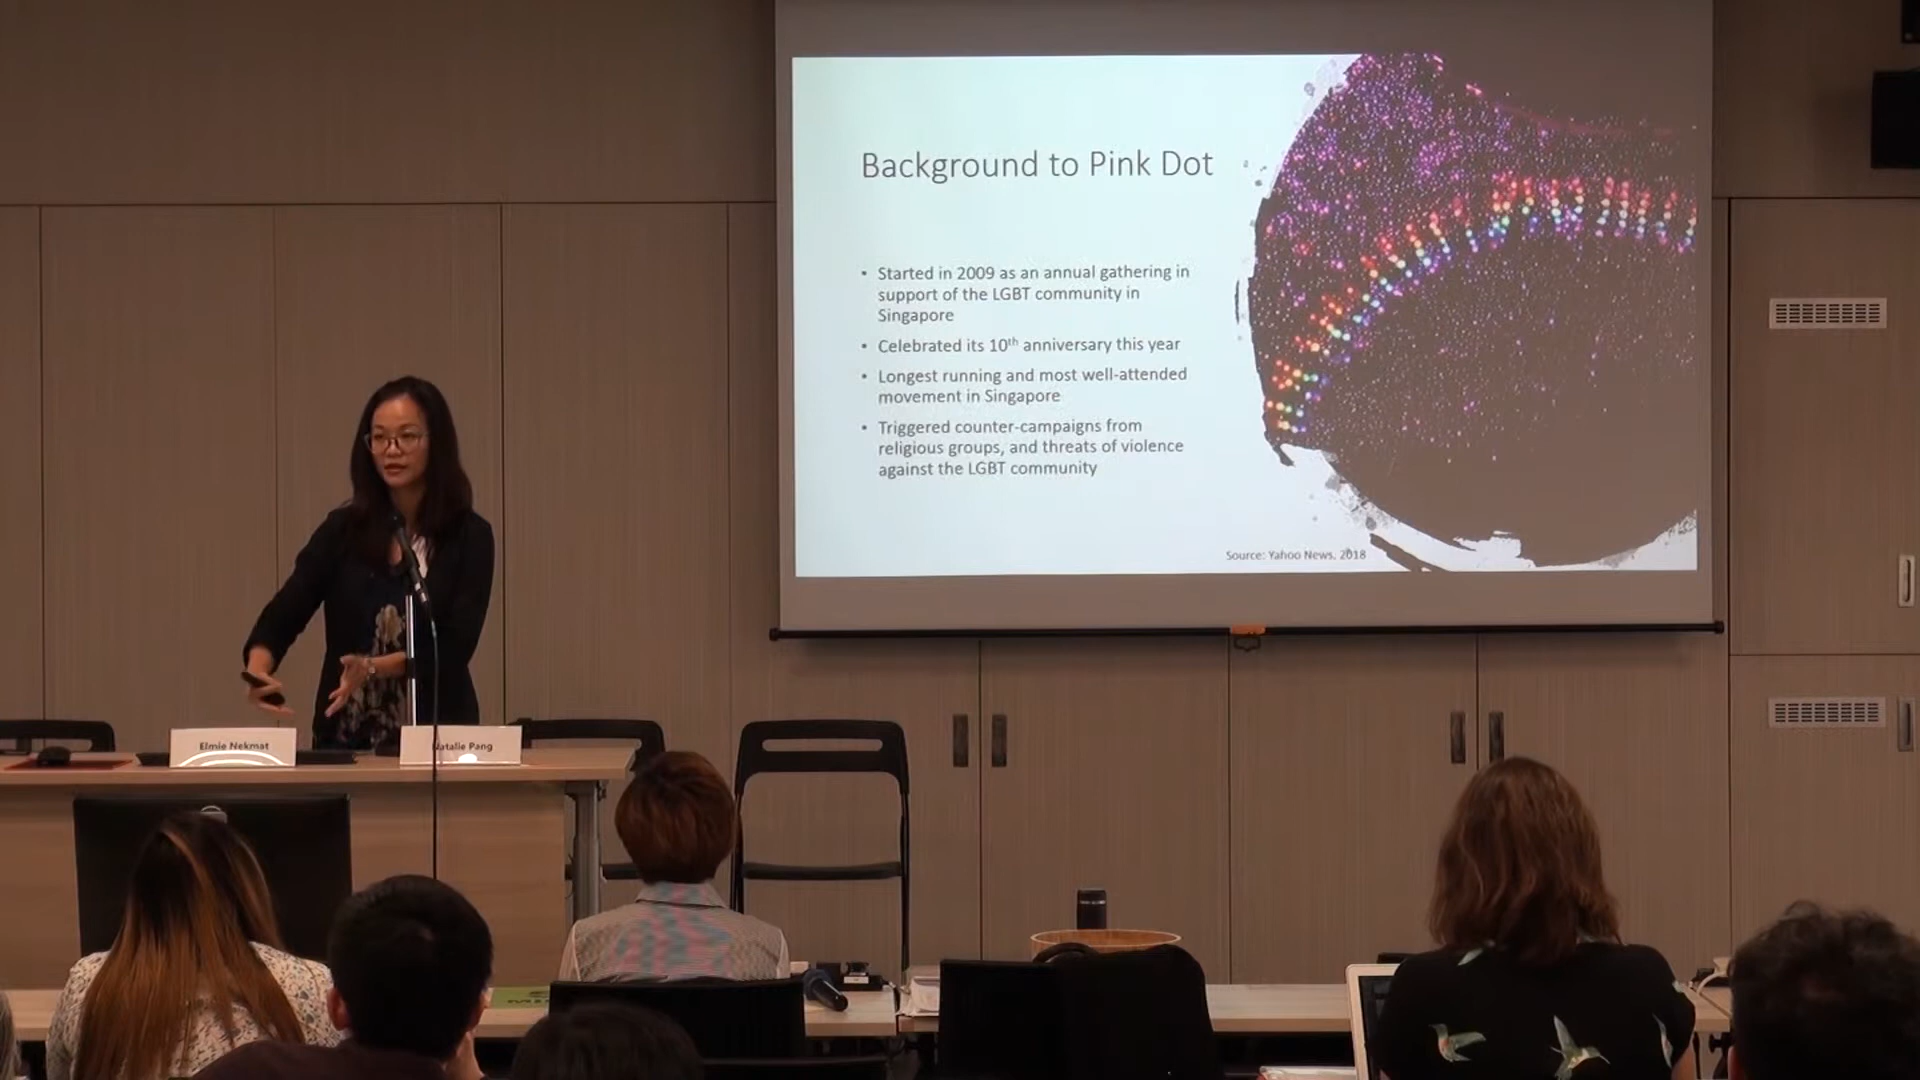 Background to Pink Dot
• Started in 2009 as an annual gathering in
support of the LGBT community in
Singapore
• Celebrated its 10th anniversary this year
• Longest running and most well-attended
movement in Singapore
• Triggered counter-campaigns from
religious groups, and threats of violence
against the LGBT community
Source: Yahoo News, 2018
Elmie Nekmat
Natalie Pang